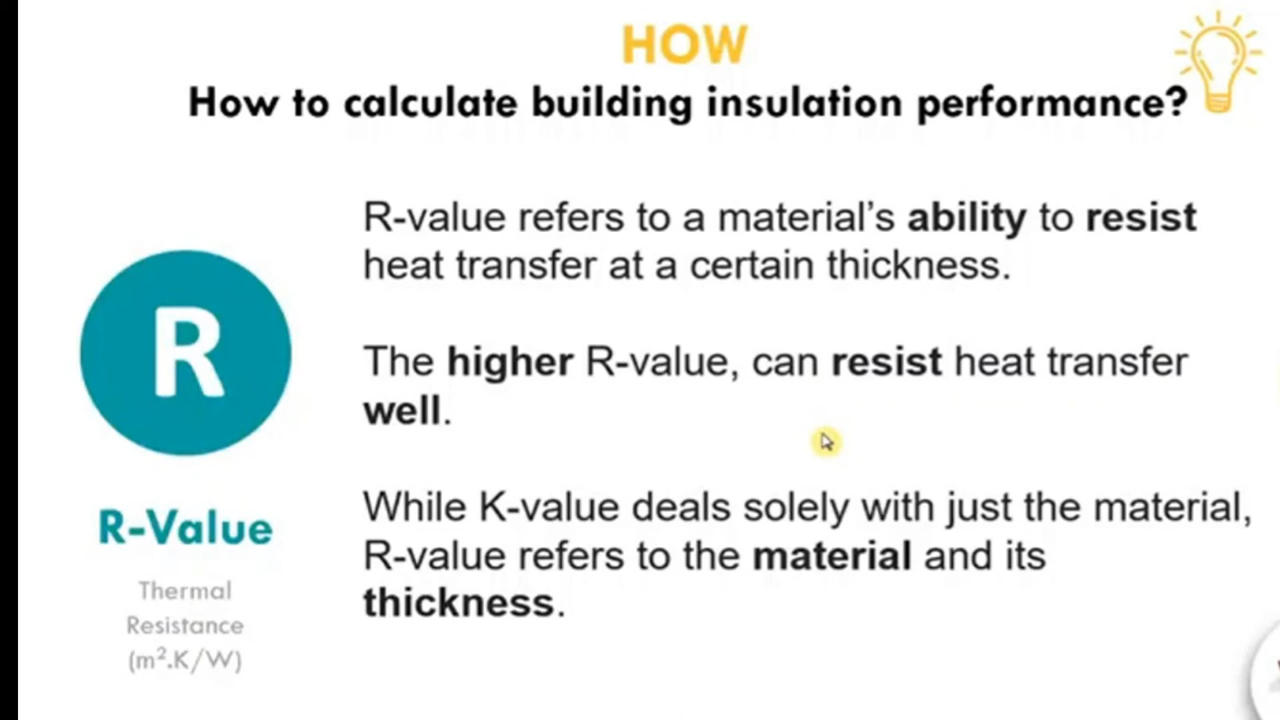 HOW
How to calculate building insulation performance?
R-value refers to a material's ability to resist
heat transfer at a certain thickness.
The higher R-value, can resist heat transfer
well.
While K-value deals solely with just the material,
R-value refers to the material and its
thickness.
R
R-Value
Thermal
Resistance
(m².K/W)